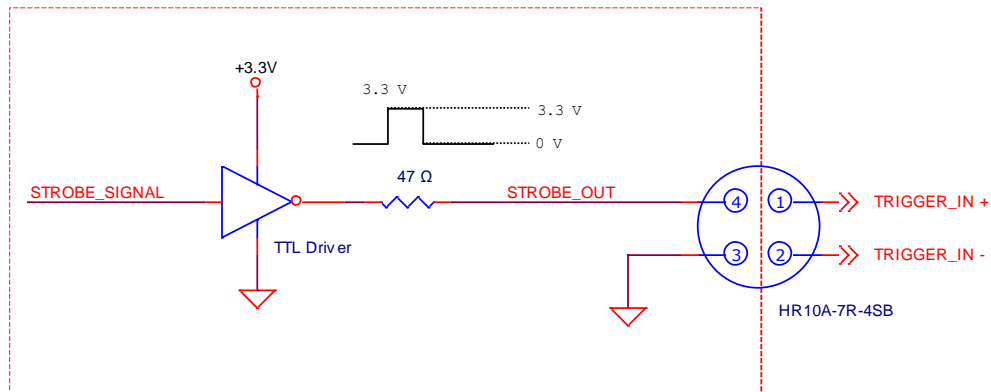 +3.3V
3.3 V
3.3 V
0 V
47 Ω
STROBE_SIGNAL
STROBE_OUT
TTL Driver
4
1
TRIGGER_IN +
3
2
TRIGGER_IN -
HR10A-7R-4SB